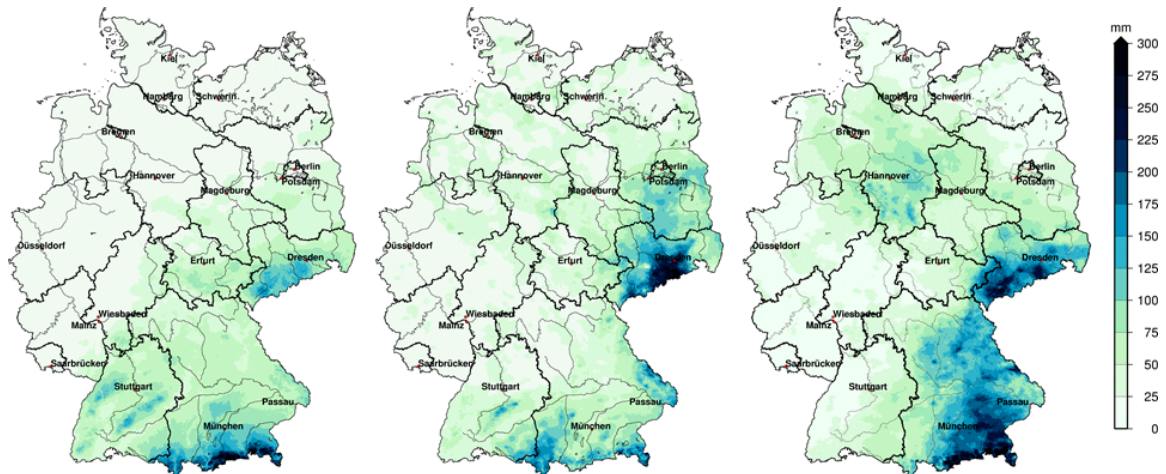 Kiel
Hamburg
Schwerin
Bremen
Berlin
Hannover
Potsdam
Magdeburg
Düsseldorf
Erfurt
Dresden
Wiesbaden
Mainz
Saarbrücken
Stuttgart
Passau
München
Kiel
Hamburg
Schwerin
Bremen
Berlin
Hannover
Potsdam
Magdeburg
Düsseldorf
Erfurt
Dresden
Wiesbaden
Mainz
Saarbrücken
Stuttgart
Passau
München
Kiel
Hamburg
Schwerin
Bremen
Berlin
Hannover
Potsdam
Magdeburg
Düsseldorf
Erfurt
Dresden
Wiesbaden
Mainz
Saarbrücken
Stuttgart
Passau
München
mm
300
275
250
225
200
175
150
125
100
75
50
25
0